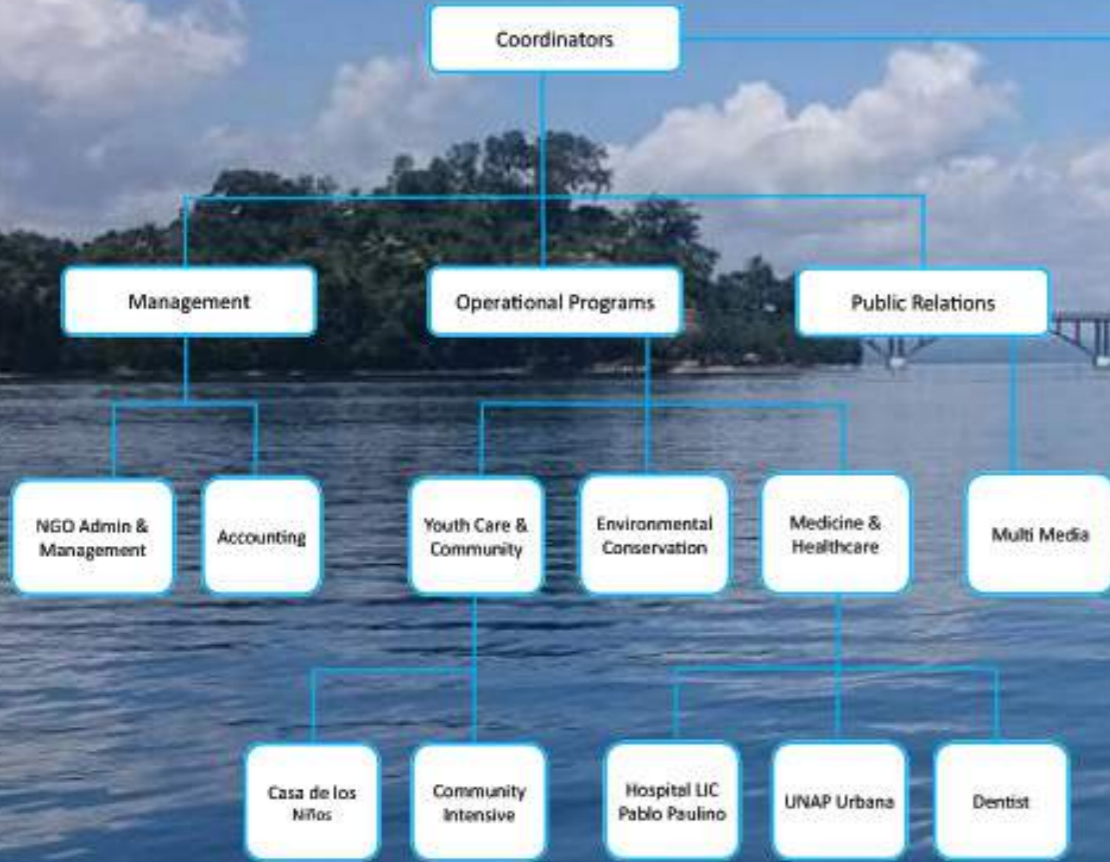 Coordinators
Management
Operational Programs
Public Relations
NGO Admin &
Management
Accounting
Youth Care &
Community
Environmental
Conservation
Medicine &
Healthcare
Multi Media
Casa de los
Niños
Community
Intensive
Hospital LIC
Pablo Paulino
UNAP Urbana
Dentist